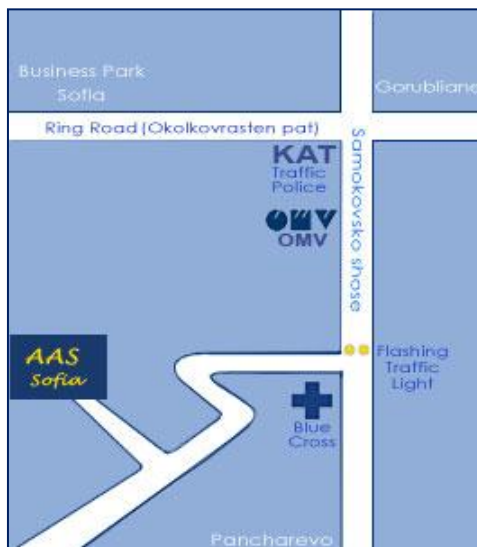 Business Park
Sofia
Gorubliane
Ring Road (Okolkovrasten pat)
Samokovsko shose
KAT
Traffic
Police
OMV
OMV
AAS
Sofia
Flashing
Traffic
Light
Blue
Cross
Pancharevo